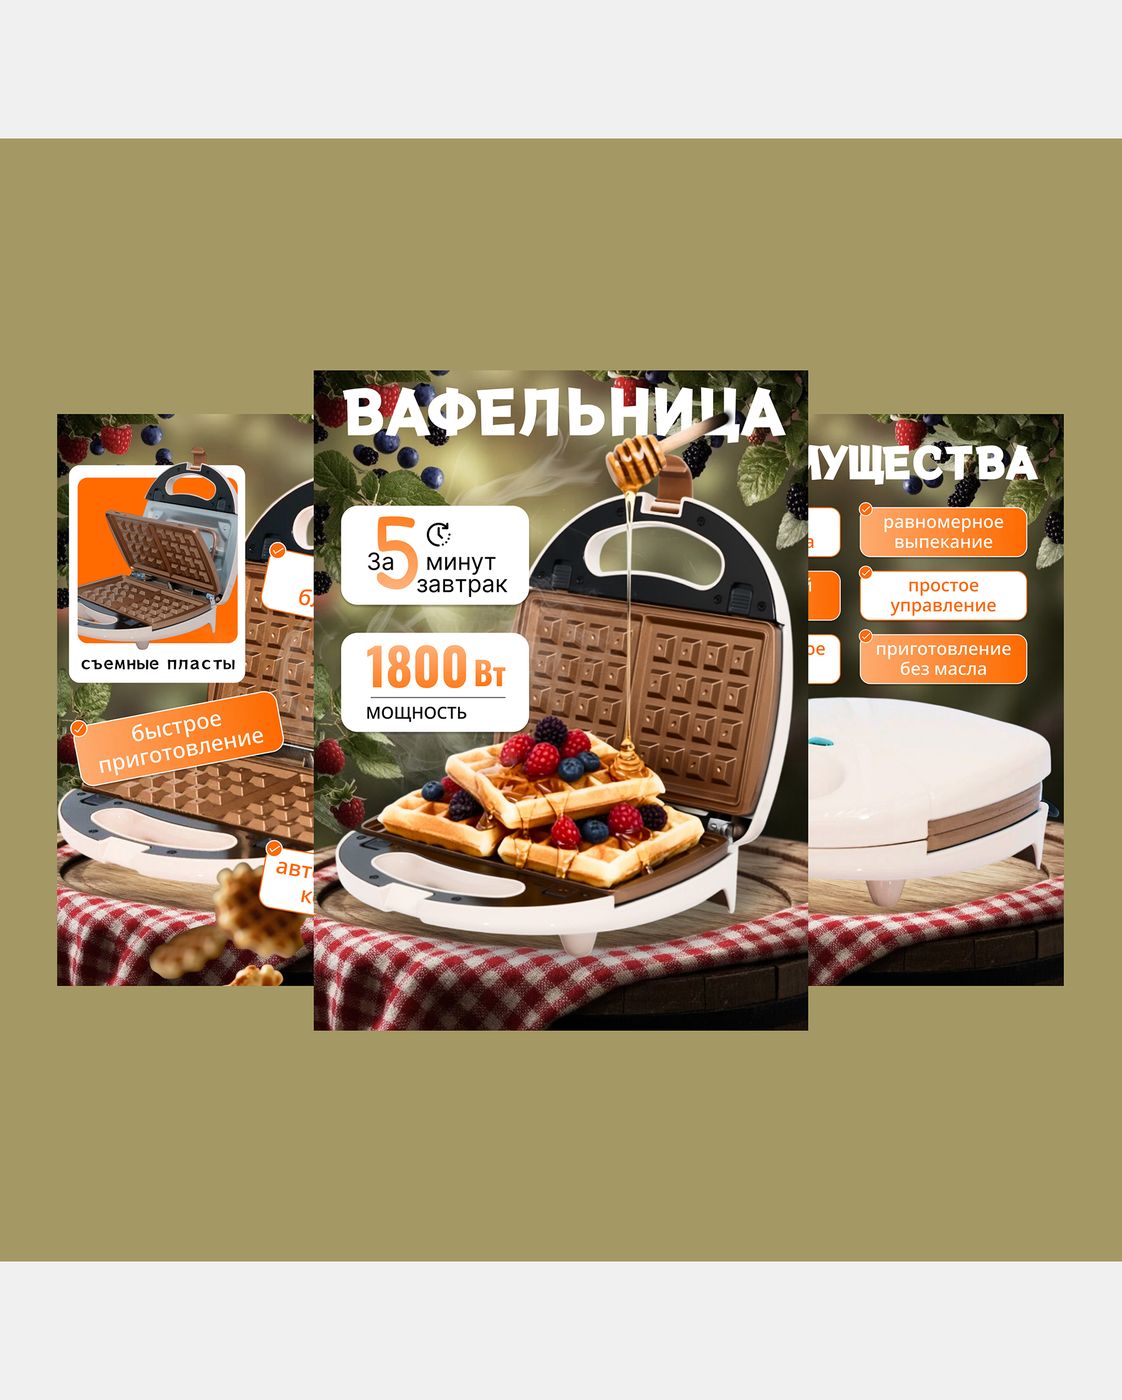 ВАФЕЛЬНИЦА
За 5 минут
завтрак
1800 Вт
мощность
съемные пласты
быстрое
приготовление
равномерное
выпекание
простое
управление
приготовление
без масла